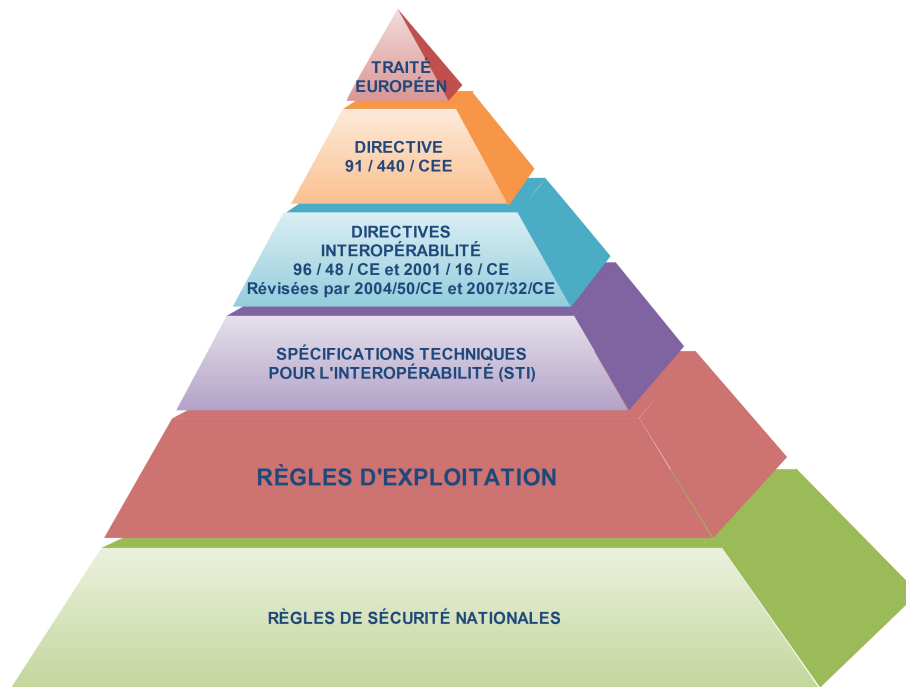 TRAITÉ
EUROPÉEN
DIRECTIVE
91 / 440 / CEE
DIRECTIVES
INTEROPÉRABILITÉ
96 / 48 / CE et 2001 / 16 / CE
Révisées par 2004/50/CE et 2007/32/CE
SPÉCIFICATIONS TECHNIQUES
POUR L'INTEROPÉRABILITÉ (STI)
RÈGLES D'EXPLOITATION
RÈGLES DE SÉCURITÉ NATIONALES